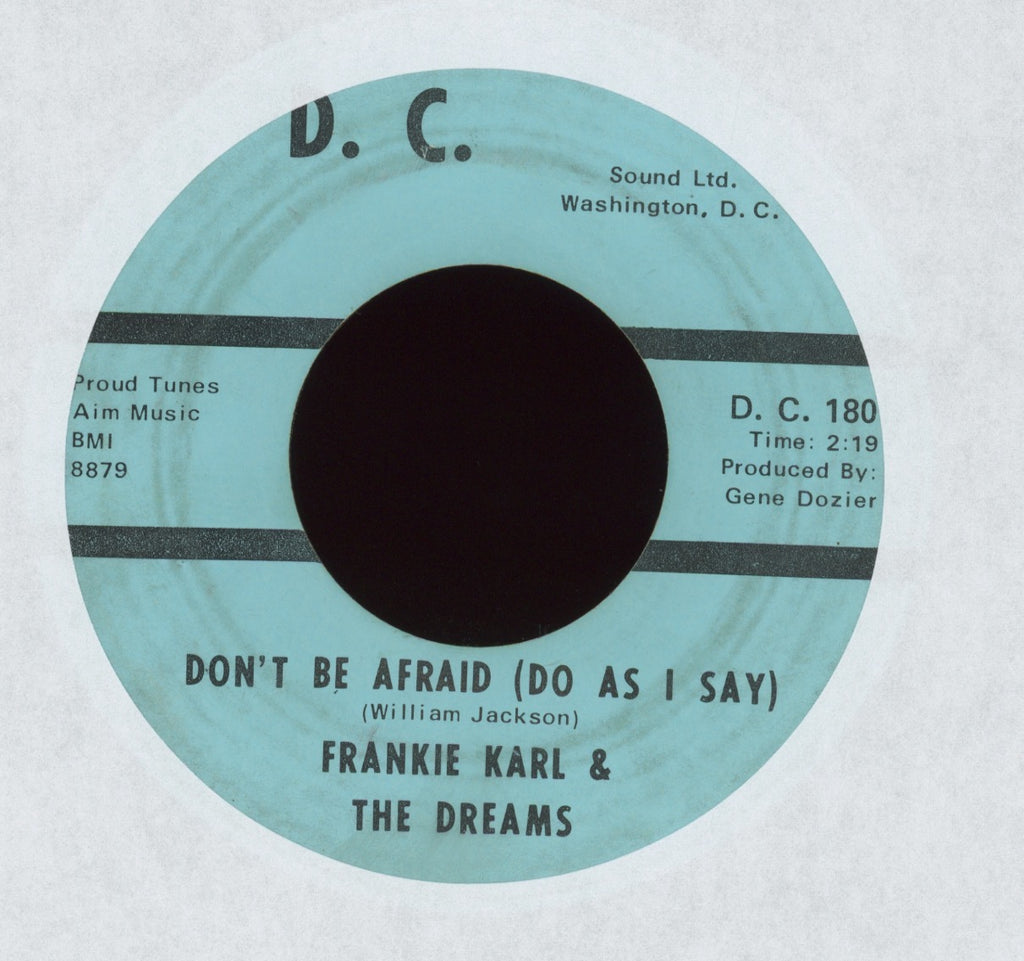 D. C.
Sound Ltd.
Washington, D. C.
Proud Tunes
Aim Music
BMI
8879
D. C. 180
Time: 2:19
Produced By:
Gene Dozier
DON'T BE AFRAID (DO AS I SAY)
(William Jackson)
FRANKIE KARL &
THE DREAMS